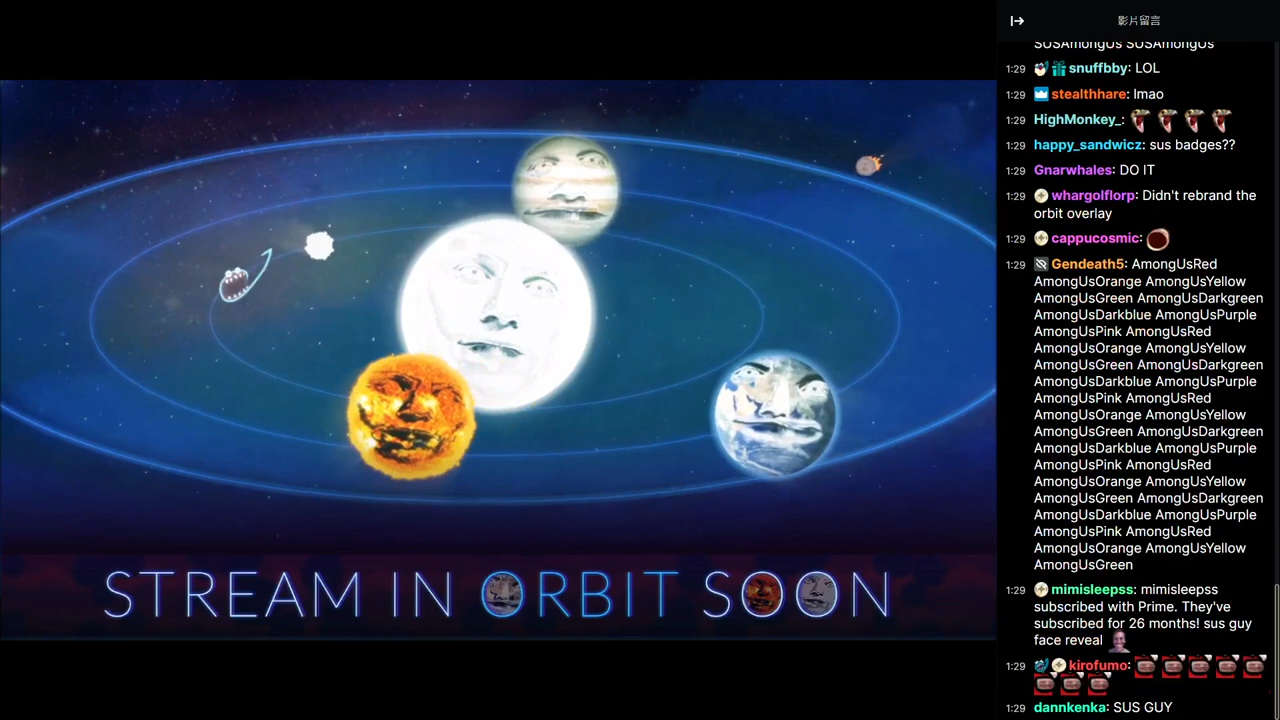 影片留言
SUSAmongUs SUSAmongUs
1:29 snuffbby: LOL
1:29 stealthhare: lmao
1:29 HighMonkey_:
1:29 happy_sandwicz: sus badges??
1:29 Gnarwhales: DO IT
1:29 whargolflorp: Didn't rebrand the
orbit overlay
1:29 cappucosmic:
1:29 Gendeath5: AmongUsRed
AmongUsOrange AmongUsYellow
AmongUsGreen AmongUsDarkgreen
AmongUsDarkblue AmongUsPurple
AmongUsPink AmongUsRed
AmongUsOrange AmongUsYellow
AmongUsGreen AmongUsDarkgreen
AmongUsDarkblue AmongUsPurple
AmongUsPink AmongUsRed
AmongUsOrange AmongUsYellow
AmongUsGreen AmongUsDarkgreen
AmongUsDarkblue AmongUsPurple
AmongUsPink AmongUsRed
AmongUsOrange AmongUsYellow
AmongUsGreen AmongUsDarkgreen
AmongUsDarkblue AmongUsPurple
AmongUsPink AmongUsRed
AmongUsOrange AmongUsYellow
AmongUsGreen
1:29 mimisleepss: mimisleepss
subscribed with Prime. They've
subscribed for 26 months! sus guy
face reveal
1:29 kirofumo:
1:29 dannkenka: SUS GUY
STREAM IN ORBIT SOON